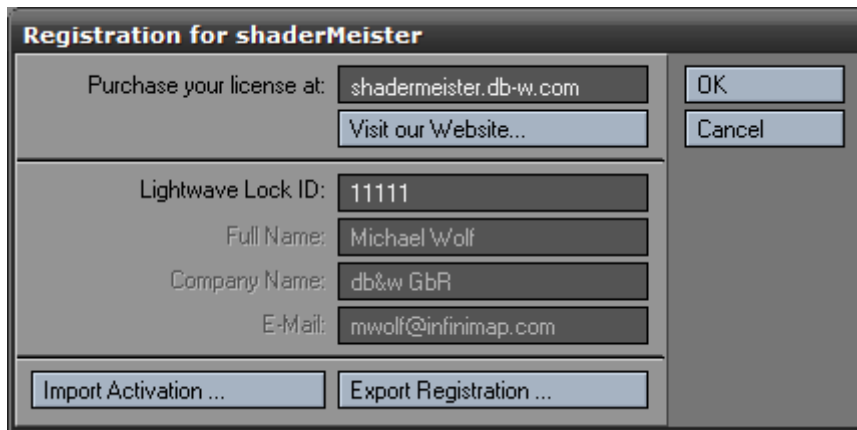 Registration for shaderMeister
Purchase your license at: shadermeister.db-w.com OK
Visit our Website... Cancel
Lightwave Lock ID: 11111
Full Name: Michael Wolf
Company Name: db&w GbR
E-Mail: mwolf@infinimap.com
Import Activation ... Export Registration ...